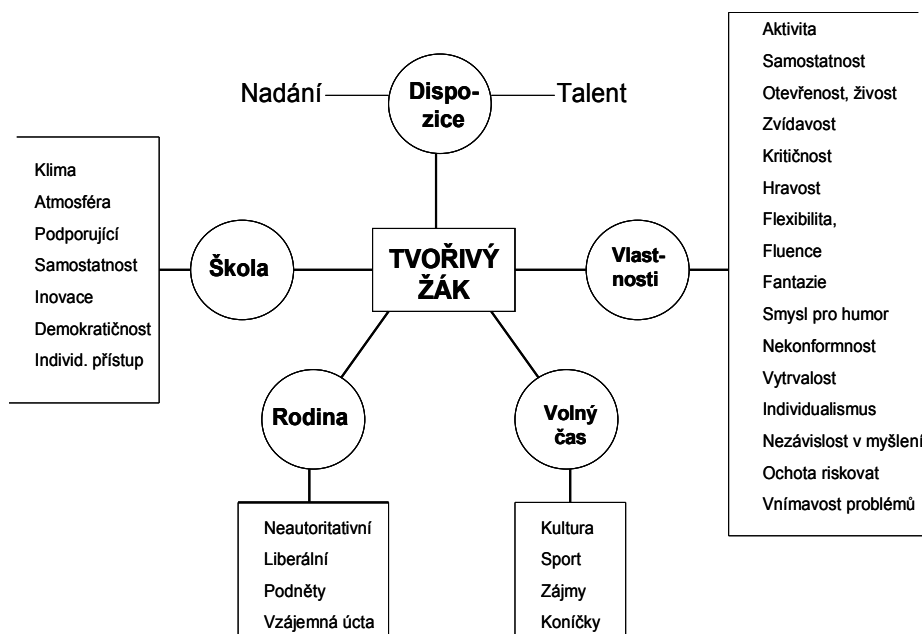 Nadání
Dispo-
zice
Talent
Klima
Atmosféra
Podporující
Samostatnost
Inovace
Demokratičnost
Individ. přístup
Škola
TVOŘIVÝ
ŽÁK
Vlast-
nosti
Aktivita
Samostatnost
Otevřenost, živost
Zvídavost
Kritičnost
Hravost
Flexibilita,
Fluence
Fantazie
Smysl pro humor
Nekonformnost
Vytrvalost
Individualismus
Nezávislost v myšlení
Ochota riskovat
Vnímavost problémů
Rodina
Neautoritativní
Liberální
Podněty
Vzájemná úcta
Volný
čas
Kultura
Sport
Zájmy
Koníčky